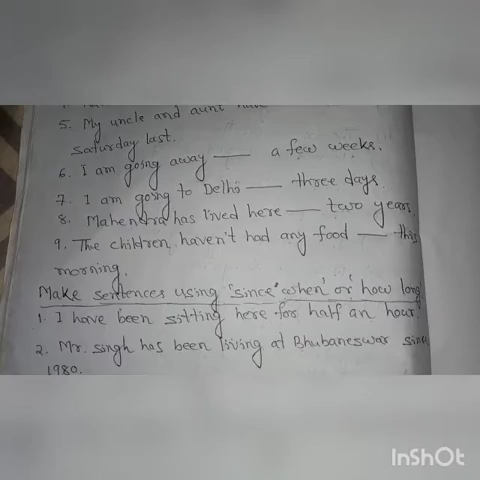 5. My uncle and aunt have
saturday last.
6. I am going away — a few weeks.
7. I am going to Delhi — three days.
8. Mahendra has lived here — two years.
9. The children haven't had any food — this
morning.
Make sentences using 'since' when' or' how long'
1. I have been sitting here for half an hour.
2. Mr. singh has been living at Bhubaneswar since
1980.
InShOt